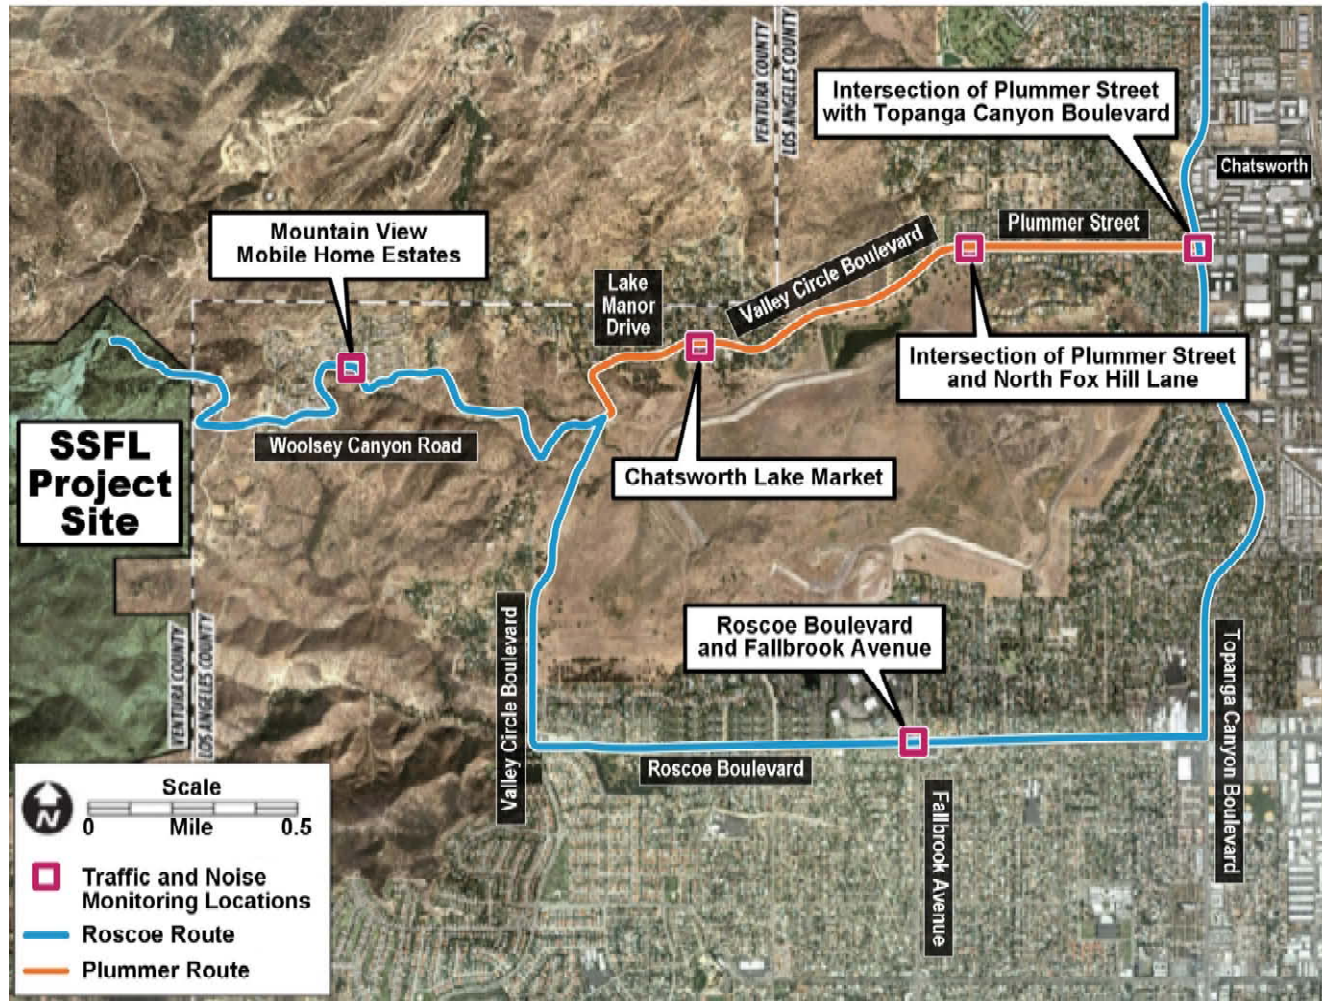 VENTURA COUNTY
LOS ANGELES COUNTY
Intersection of Plummer Street
with Topanga Canyon Boulevard
Chatsworth
Mountain View
Mobile Home Estates
Plummer Street
Valley Circle Boulevard
Lake
Manor
Drive
Intersection of Plummer Street
and North Fox Hill Lane
SSFL
Project
Site
Woolsey Canyon Road
Chatsworth Lake Market
Roscoe Boulevard
and Fallbrook Avenue
VENTURA COUNTY
LOS ANGELES COUNTY
Valley Circle Boulevard
Topanga Canyon Boulevard
Roscoe Boulevard
Fallbrook Avenue
N
Scale
0 Mile 0.5
Traffic and Noise
Monitoring Locations
Roscoe Route
Plummer Route